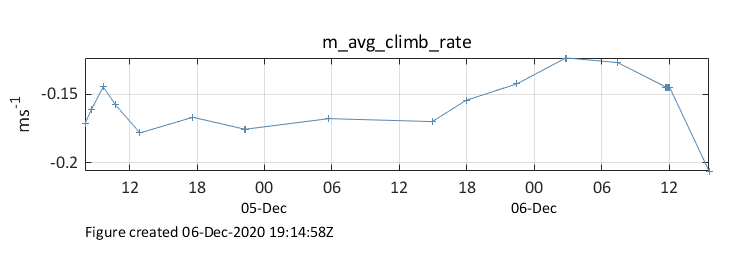 m_avg_climb_rate
ms-1
-0.15
-0.2
12 18 00 06 12 18 00 06 12
05-Dec 06-Dec
Figure created 06-Dec-2020 19:14:58Z